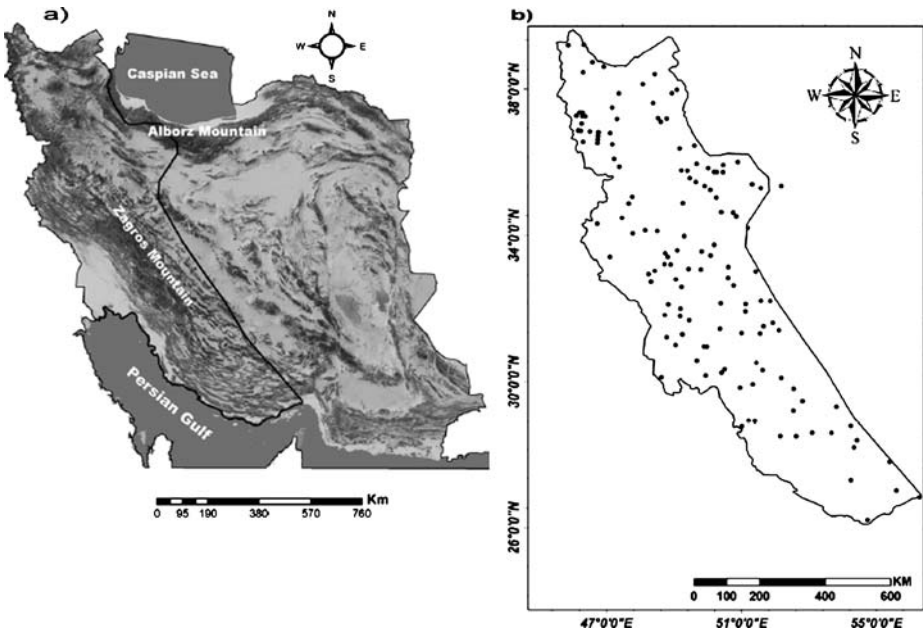 a)
N
W E
S
Caspian Sea
Alborz Mountain
Zagros Mountain
Persian Gulf
Km
0 95 190 380 570 760
b)
N
W E
S
38°0'0"N
34°0'0"N
30°0'0"N
26°0'0"N
KM
0 100 200 400 600
47°0'0"E 51°0'0"E 55°0'0"E